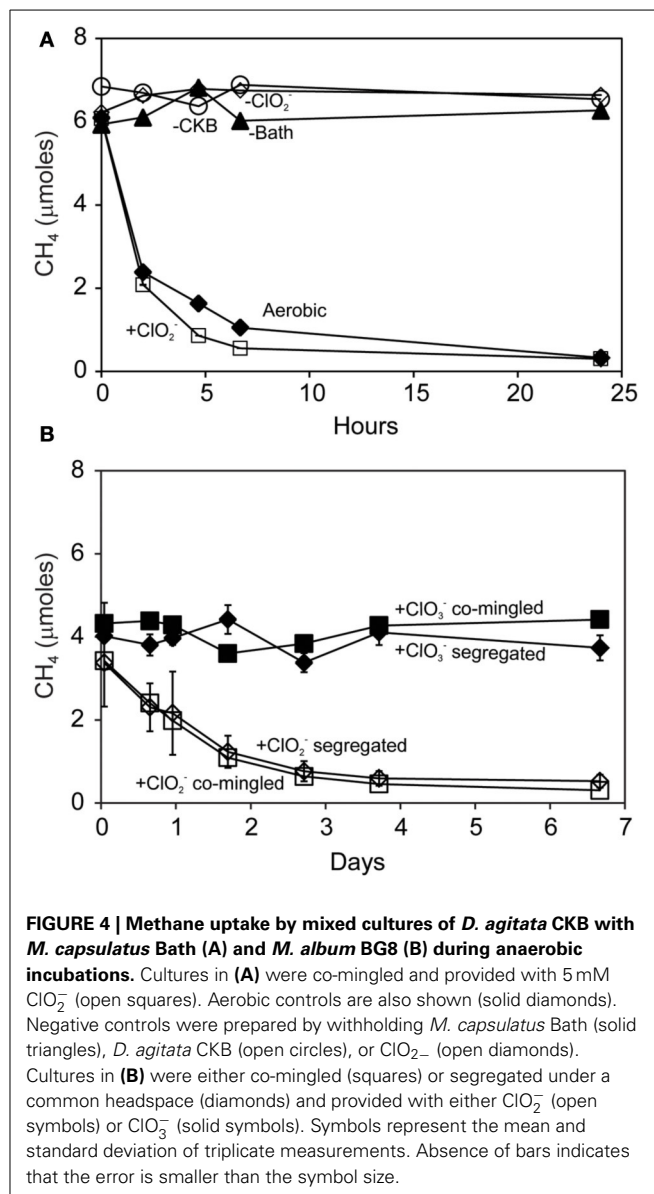 A
8
6
4
2
0
CH₄ (μmoles)
-ClO₂⁻
-CKB
-Bath
Aerobic
+ClO₂⁻
0 5 10 15 20 25
Hours
B
8
6
4
2
0
CH₄ (μmoles)
+ClO₃⁻ co-mingled
+ClO₃⁻ segregated
+ClO₂⁻ segregated
+ClO₂⁻ co-mingled
0 1 2 3 4 5 6 7
Days
FIGURE 4 | Methane uptake by mixed cultures of D. agitata CKB with
M. capsulatus Bath (A) and M. album BG8 (B) during anaerobic
incubations. Cultures in (A) were co-mingled and provided with 5 mM
ClO₂⁻ (open squares). Aerobic controls are also shown (solid diamonds).
Negative controls were prepared by withholding M. capsulatus Bath (solid
triangles), D. agitata CKB (open circles), or ClO₂₋ (open diamonds).
Cultures in (B) were either co-mingled (squares) or segregated under a
common headspace (diamonds) and provided with either ClO₂⁻ (open
symbols) or ClO₃⁻ (solid symbols). Symbols represent the mean and
standard deviation of triplicate measurements. Absence of bars indicates
that the error is smaller than the symbol size.